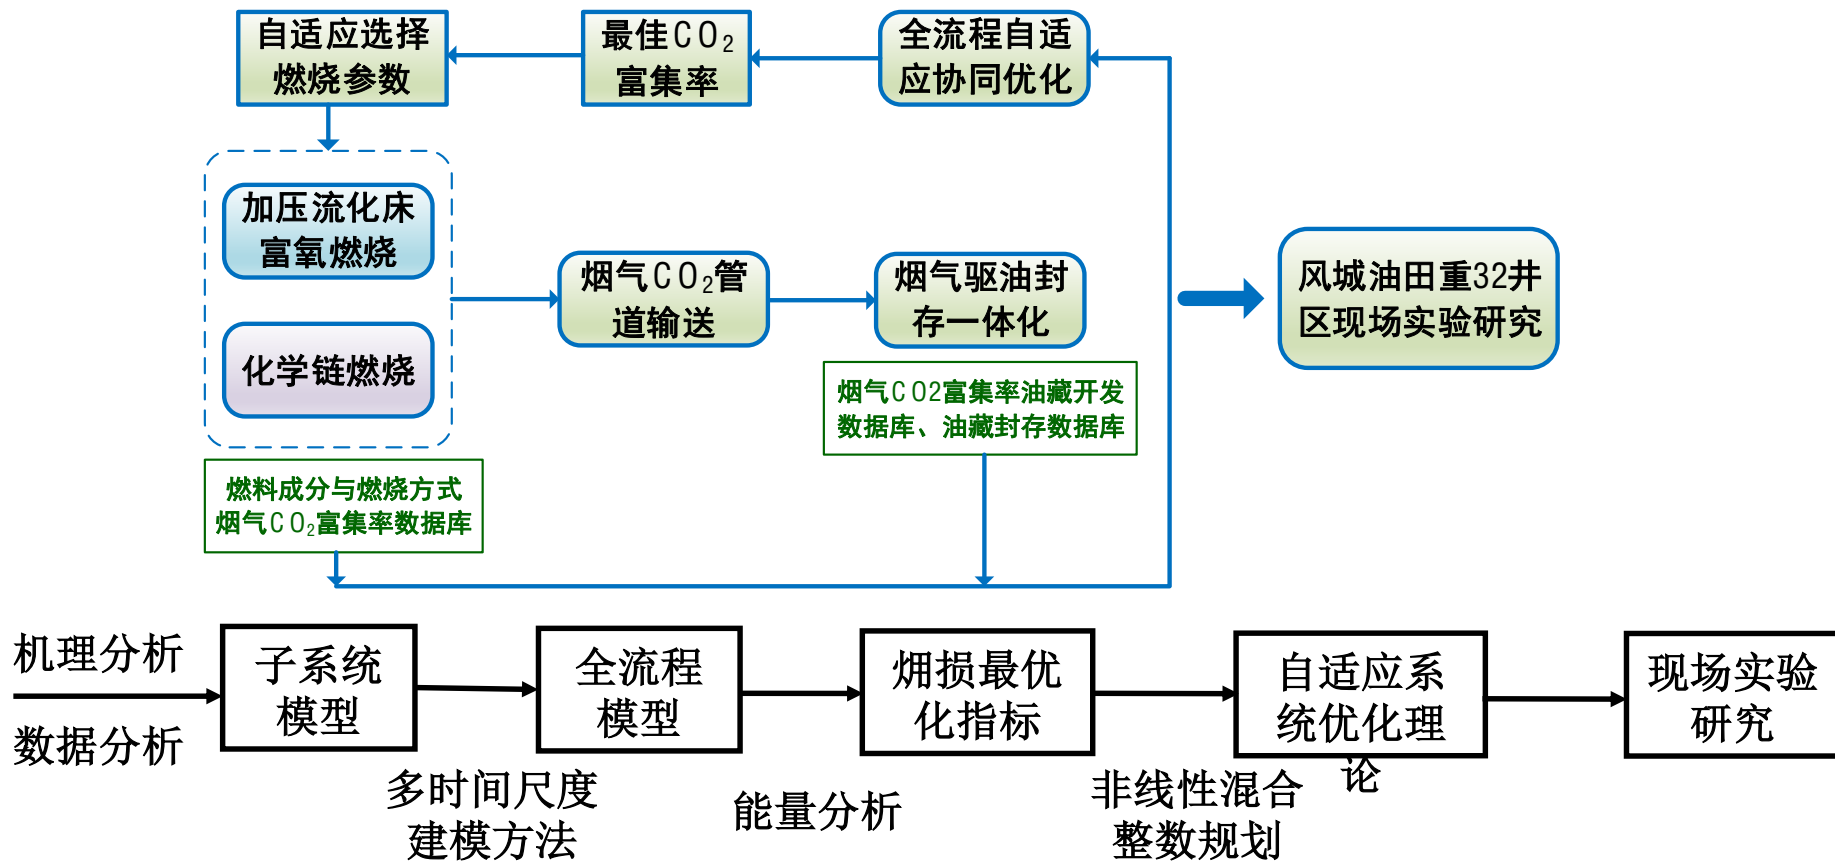 自适应选择
燃烧参数
最佳CO₂
富集率
全流程自适
应协同优化
加压流化床
富氧燃烧
化学链燃烧
烟气CO₂管
道输送
烟气驱油封
存一体化
风城油田重32井
区现场实验研究
烟气CO2富集率油藏开发
数据库、油藏封存数据库
燃料成分与燃烧方式
烟气CO₂富集率数据库
机理分析
数据分析
子系统
模型
多时间尺度
建模方法
全流程
模型
能量分析
㶲损最优
化指标
非线性混合
整数规划
自适应系
统优化理
论
现场实验
研究